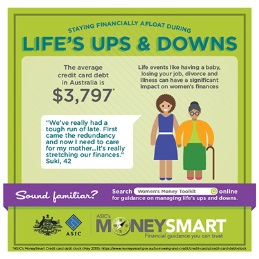 STAYING FINANCIALLY AFLOAT DURING
LIFE'S UPS & DOWNS
The average
credit card debt
in Australia is
$3,797*
Life events like having a baby,
losing your job, divorce and
illness can have a significant
impact on women's finances
"We've really had a
tough run of late. First
came the redundancy
and now I need to care
for my mother...it's really
stretching our finances."
Suki, 42
Sound familiar?
Search Women's Money Toolkit online
for guidance on managing life's ups and downs.
ASIC
ASIC's
MONEYSMART
Financial guidance you can trust